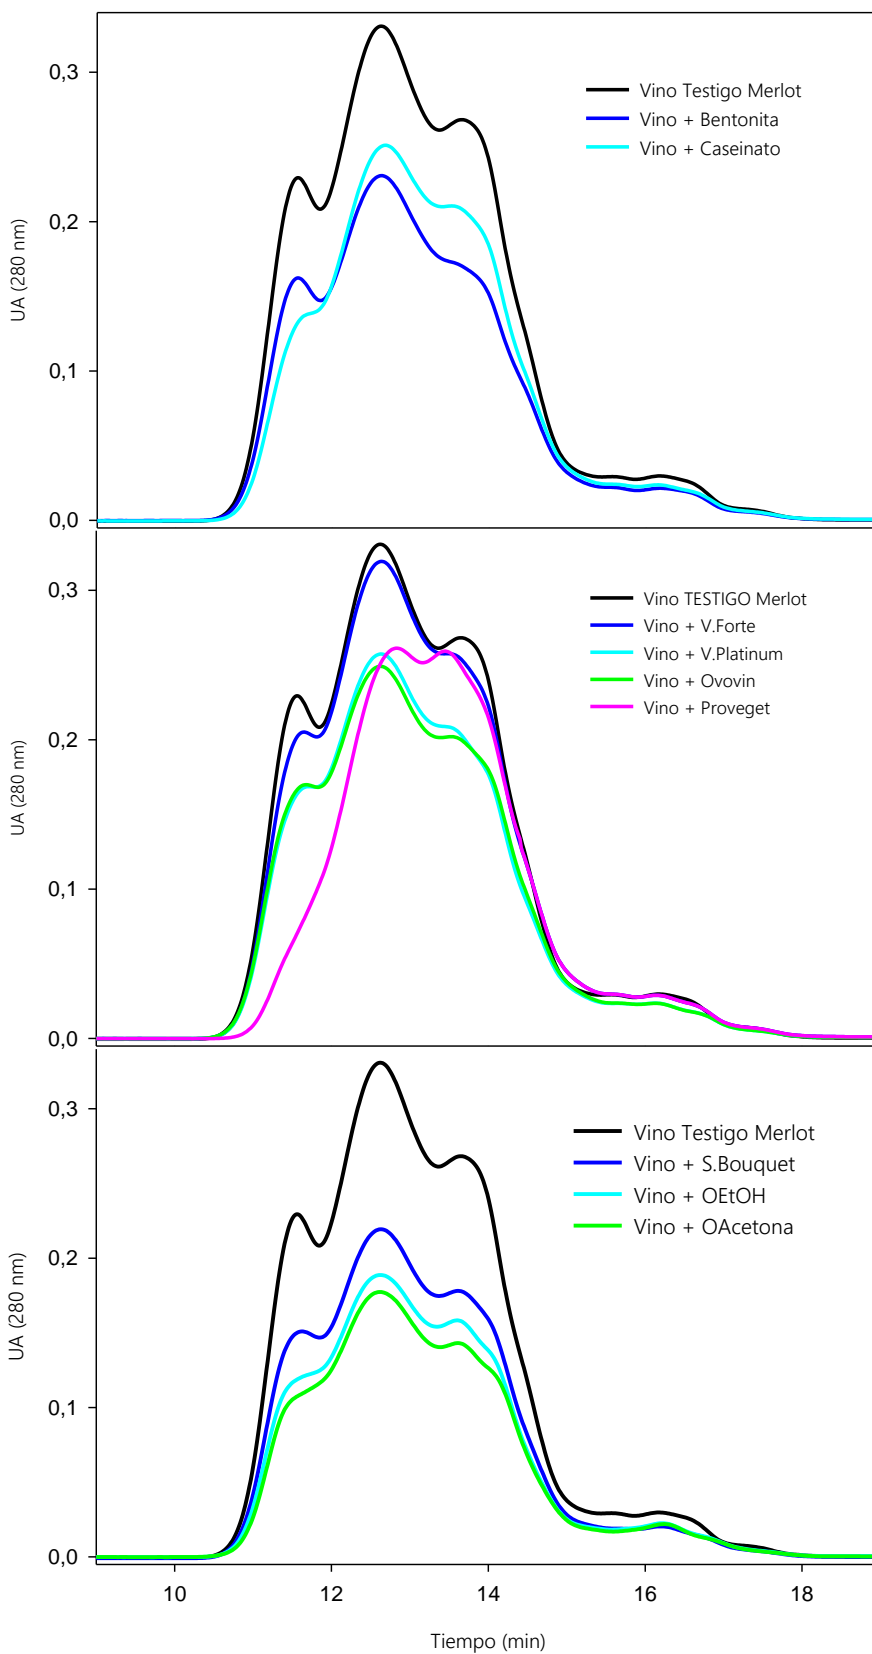 0,3
0,2
0,1
0,0
UA (280 nm)
Vino Testigo Merlot
Vino + Bentonita
Vino + Caseinato
0,3
0,2
0,1
0,0
UA (280 nm)
Vino TESTIGO Merlot
Vino + V.Forte
Vino + V.Platinum
Vino + Ovovin
Vino + Proveget
0,3
0,2
0,1
0,0
UA (280 nm)
Vino Testigo Merlot
Vino + S.Bouquet
Vino + OEtOH
Vino + OAcetona
10 12 14 16 18
Tiempo (min)